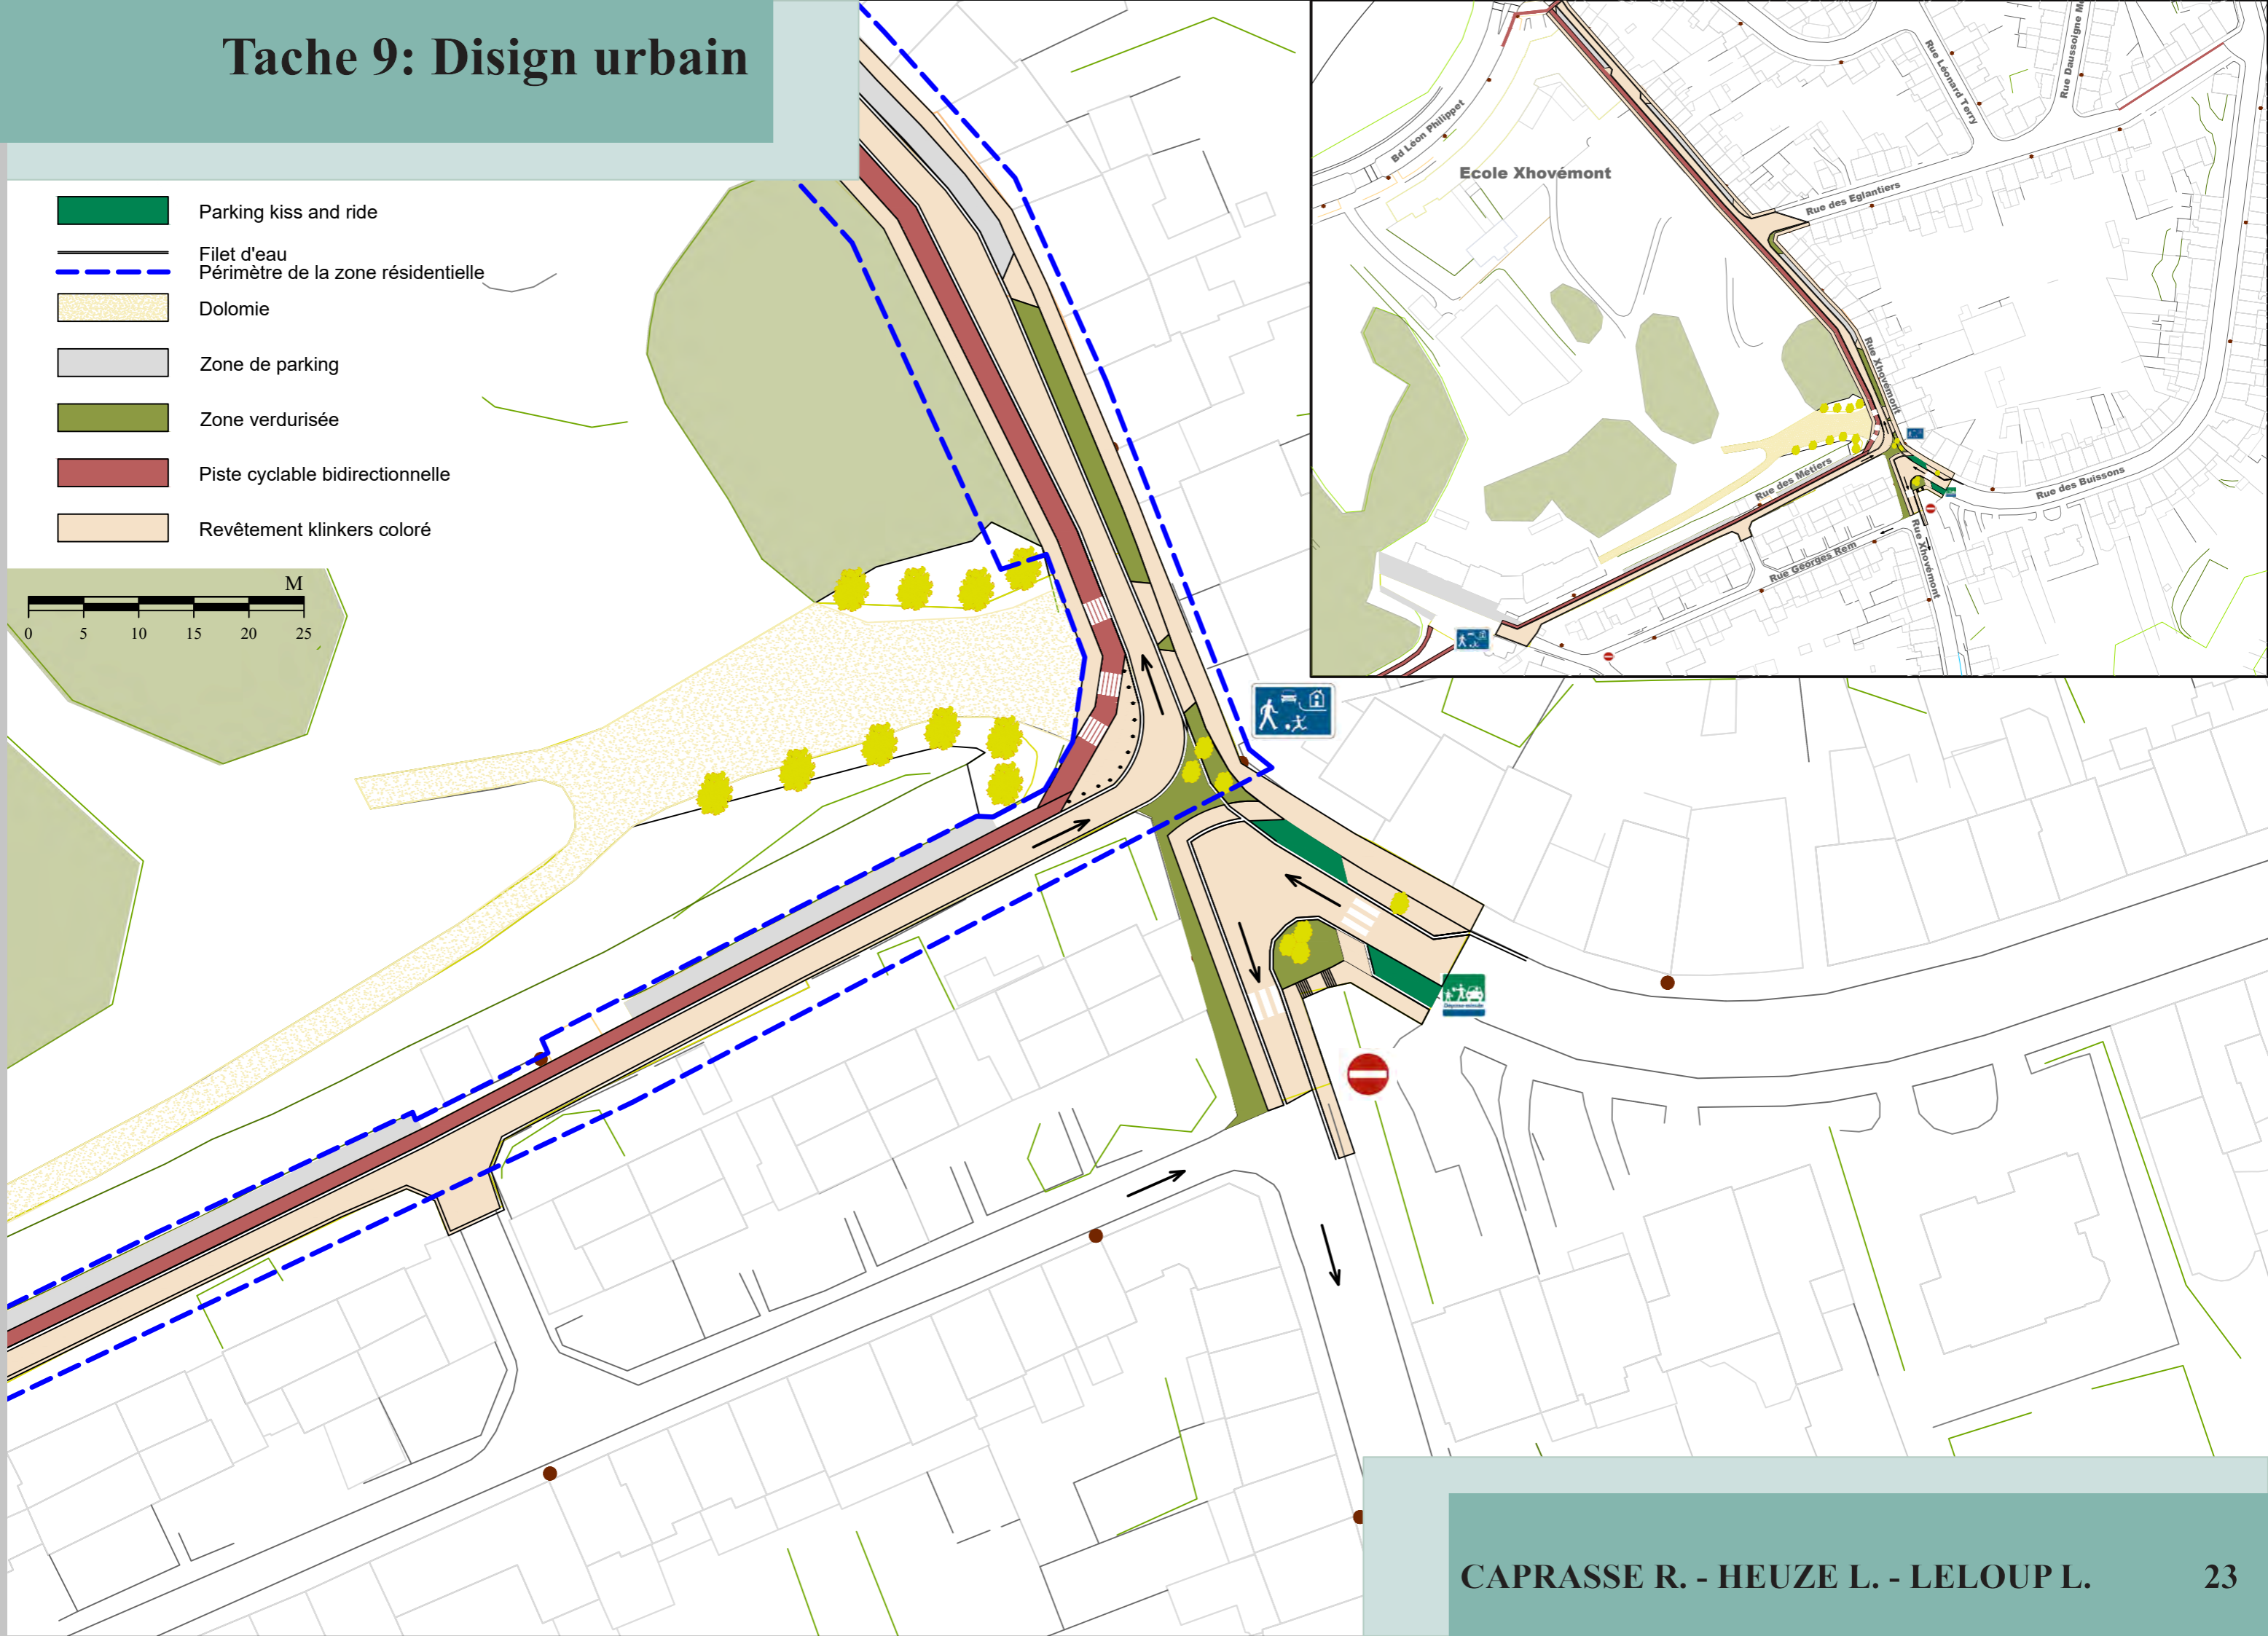 Tache 9: Disign urbain
Parking kiss and ride
Filet d'eau
Périmètre de la zone résidentielle
Dolomie
Zone de parking
Zone verdurisée
Piste cyclable bidirectionnelle
Revêtement klinkers coloré
M
0 5 10 15 20 25
Bd Léon Philippet
Ecole Xhovémont
Rue Léonard Terry
Rue Daussoigne
Rue des Eglantiers
Rue Xhovémont
Rue des Métiers
Rue des Buissons
Rue Georges Rem
Rue Xhovémont
CAPRASSE R. - HEUZE L. - LELOUP L. 23